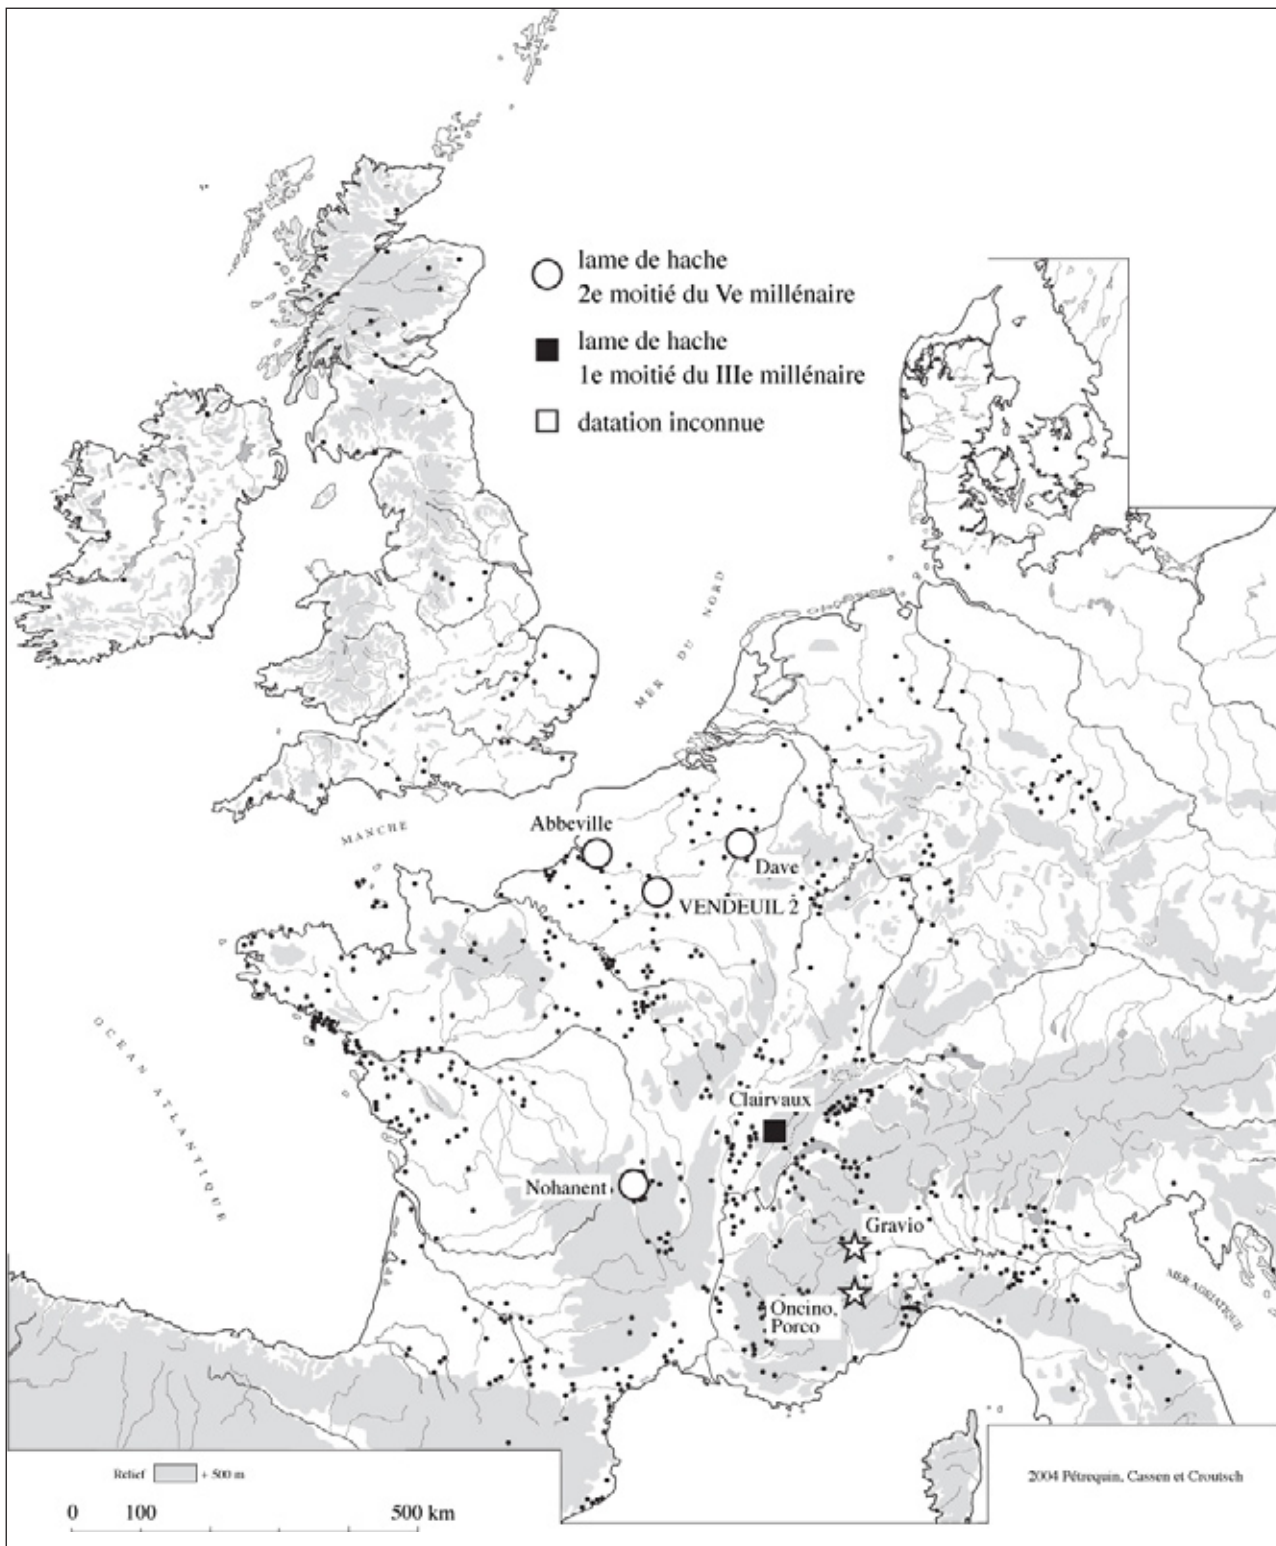 lame de hache
2e moitié du Ve millénaire
lame de hache
1e moitié du IIIe millénaire
datation inconnue
MER DU NORD
MANCHE
Abbeville
Dave
VENDEUIL 2
OCEAN ATLANTIQUE
Clairvaux
Nohanent
Gravio
Oncino,
Porco
MER ADRIATIQUE
Relief + 500 m
2004 Pétrequin, Cassen et Croutsch
0 100 500 km